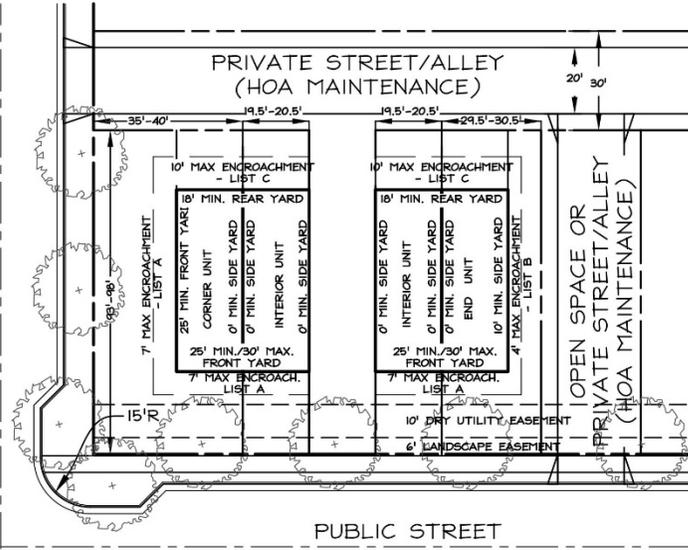 PRIVATE STREET/ALLEY
(HOA MAINTENANCE)
20'
30'
35'-40'
19.5'-20.5'
19.5'-20.5'
29.5'-30.5'
10' MAX ENCROACHMENT
- LIST C
10' MAX ENCROACHMENT
- LIST C
18' MIN. REAR YARD
18' MIN. REAR YARD
93'-98'
7' MAX ENCROACHMENT
- LIST A
25' MIN. FRONT YARD
CORNER UNIT
0' MIN. SIDE YARD
0' MIN. SIDE YARD
INTERIOR UNIT
0' MIN. SIDE YARD
0' MIN. SIDE YARD
INTERIOR UNIT
0' MIN. SIDE YARD
0' MIN. SIDE YARD
END UNIT
10' MIN. SIDE YARD
4' MAX ENCROACHMENT
- LIST B
OPEN SPACE OR
PRIVATE STREET/ALLEY
(HOA MAINTENANCE)
25' MIN./30' MAX.
FRONT YARD
25' MIN./30' MAX.
FRONT YARD
7' MAX ENCROACH.
LIST A
7' MAX ENCROACH.
LIST A
15'R
10' DRY UTILITY EASEMENT
6' LANDSCAPE EASEMENT
PUBLIC STREET